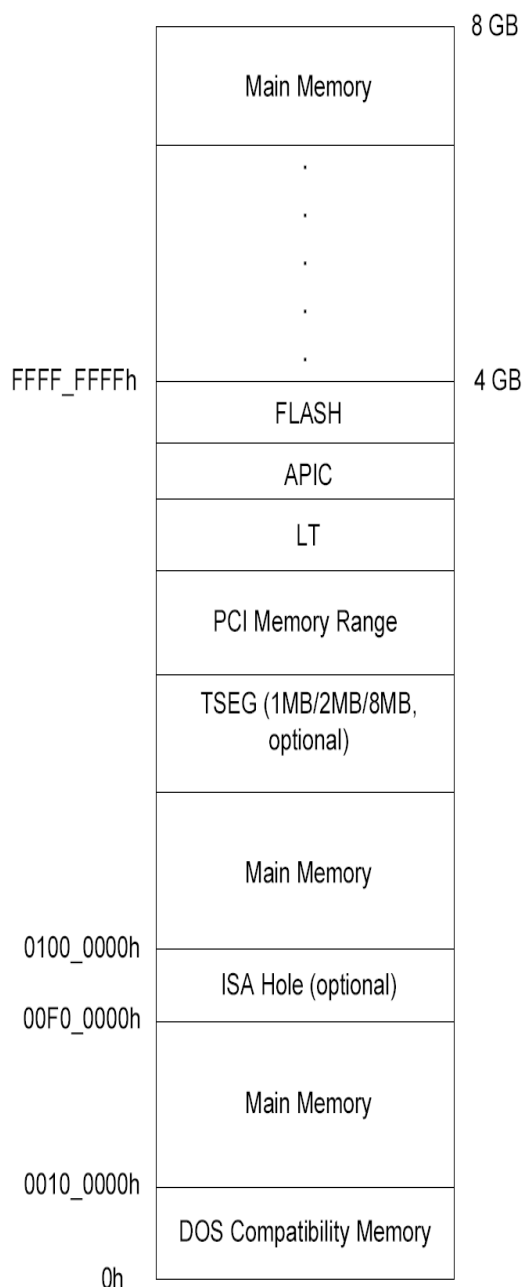 8 GB
Main Memory
.
.
.
.
.
FFFF_FFFFh
4 GB
FLASH
APIC
LT
PCI Memory Range
TSEG (1MB/2MB/8MB,
optional)
Main Memory
0100_0000h
ISA Hole (optional)
00F0_0000h
Main Memory
0010_0000h
DOS Compatibility Memory
0h